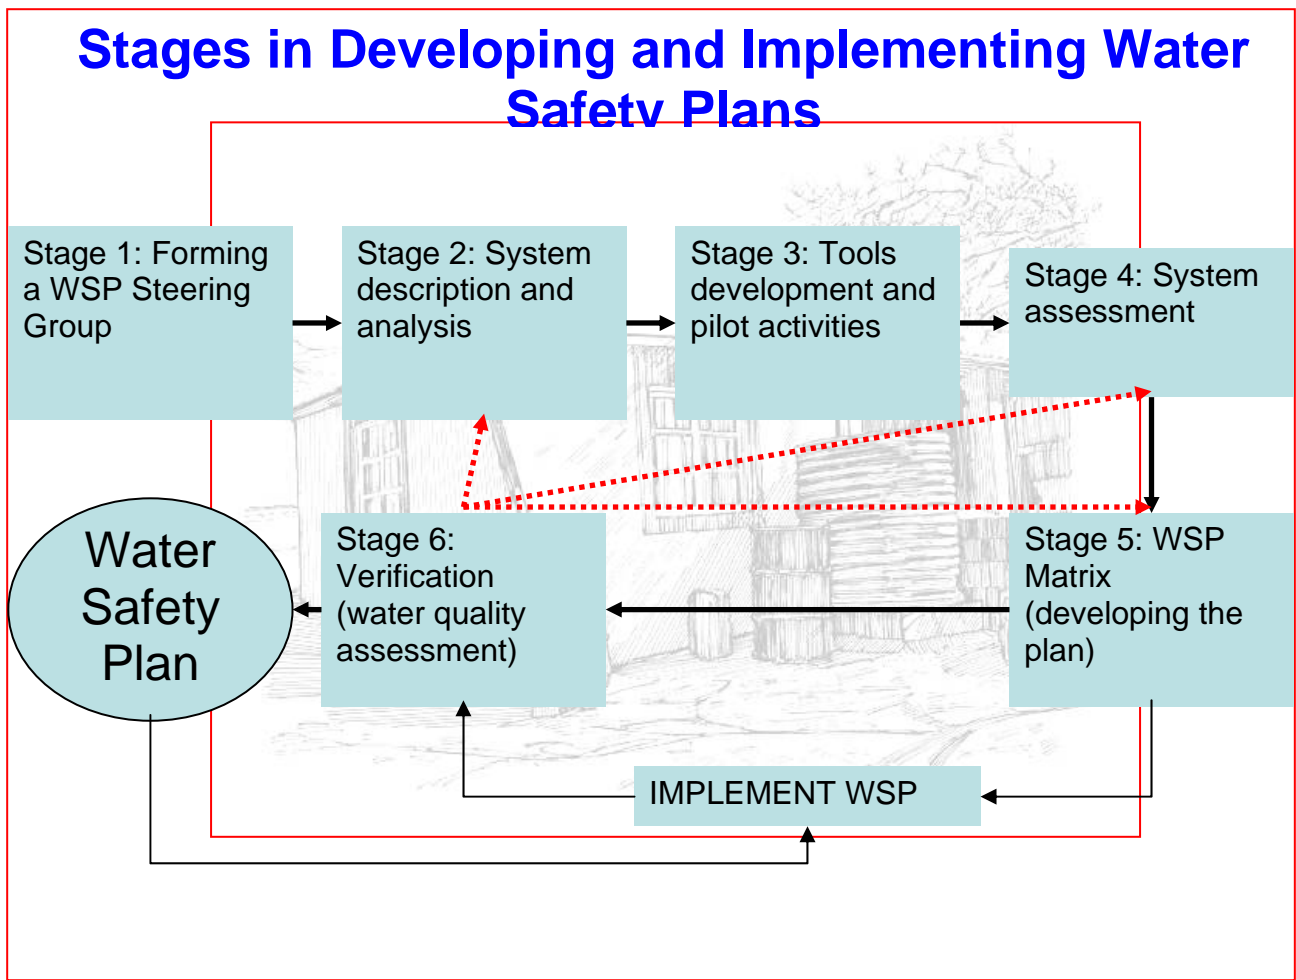 Stages in Developing and Implementing Water
Safety Plans
Stage 1: Forming
a WSP Steering
Group
Stage 2: System
description and
analysis
Stage 3: Tools
development and
pilot activities
Stage 4: System
assessment
Water
Safety
Plan
Stage 6:
Verification
(water quality
assessment)
Stage 5: WSP
Matrix
(developing the
plan)
IMPLEMENT WSP